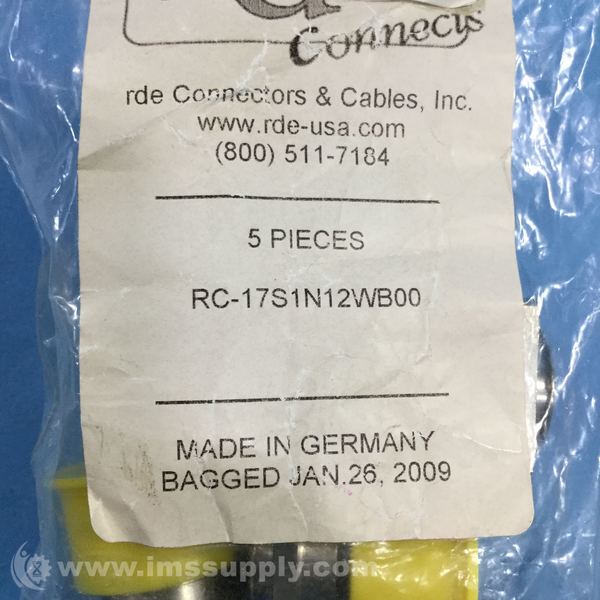 Connects
rde Connectors & Cables, Inc.
www.rde-usa.com
(800) 511-7184
5 PIECES
RC-17S1N12WB00
MADE IN GERMANY
BAGGED JAN.26, 2009
www.imssupply.com